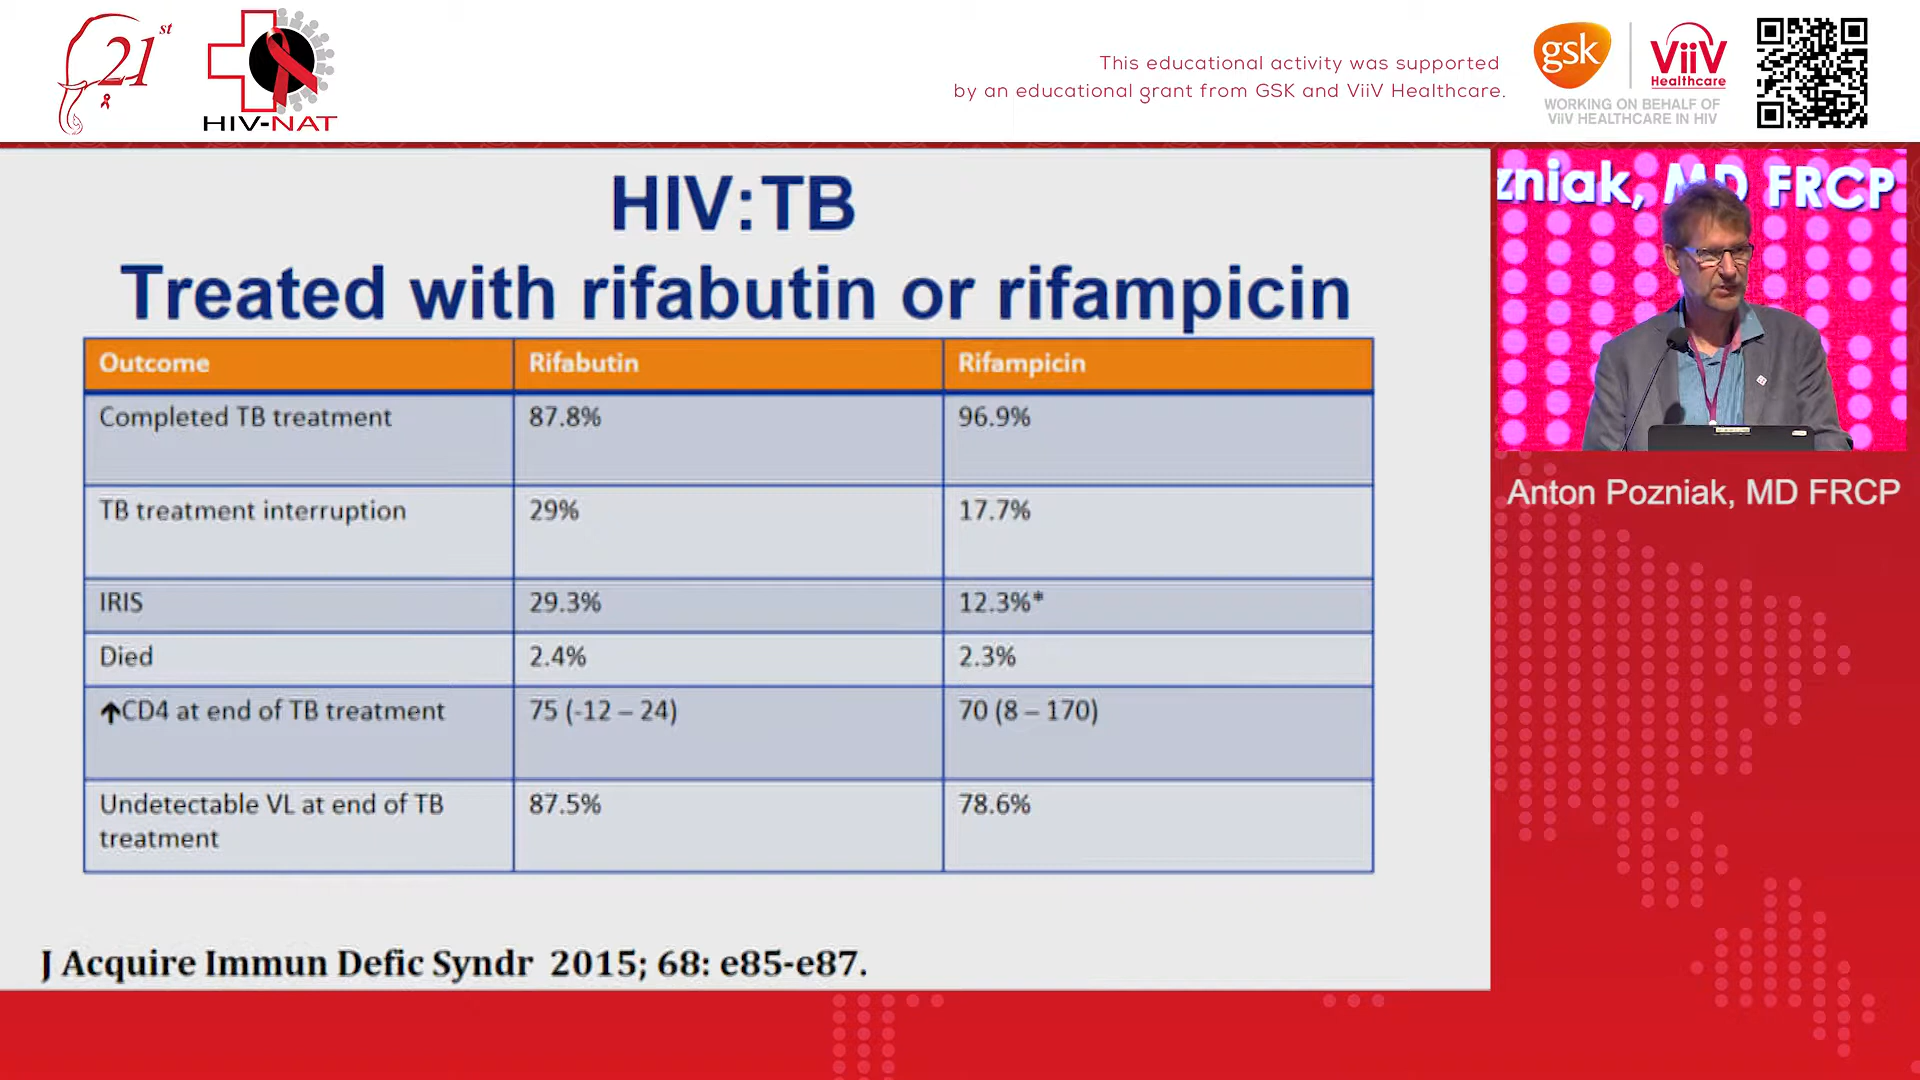 21st
HIV-NAT
This educational activity was supported
by an educational grant from GSK and ViiV Healthcare.
gsk
ViiV
Healthcare
WORKING ON BEHALF OF
ViiV HEALTHCARE IN HIV
HIV:TB
Treated with rifabutin or rifampicin
Outcome Rifabutin Rifampicin
Completed TB treatment 87.8% 96.9%
TB treatment interruption 29% 17.7%
IRIS 29.3% 12.3%*
Died 2.4% 2.3%
↑CD4 at end of TB treatment 75 (-12 – 24) 70 (8 – 170)
Undetectable VL at end of TB 87.5% 78.6%
treatment
J Acquire Immun Defic Syndr 2015; 68: e85-e87.
zniak, MD FRCP
Anton Pozniak, MD FRCP